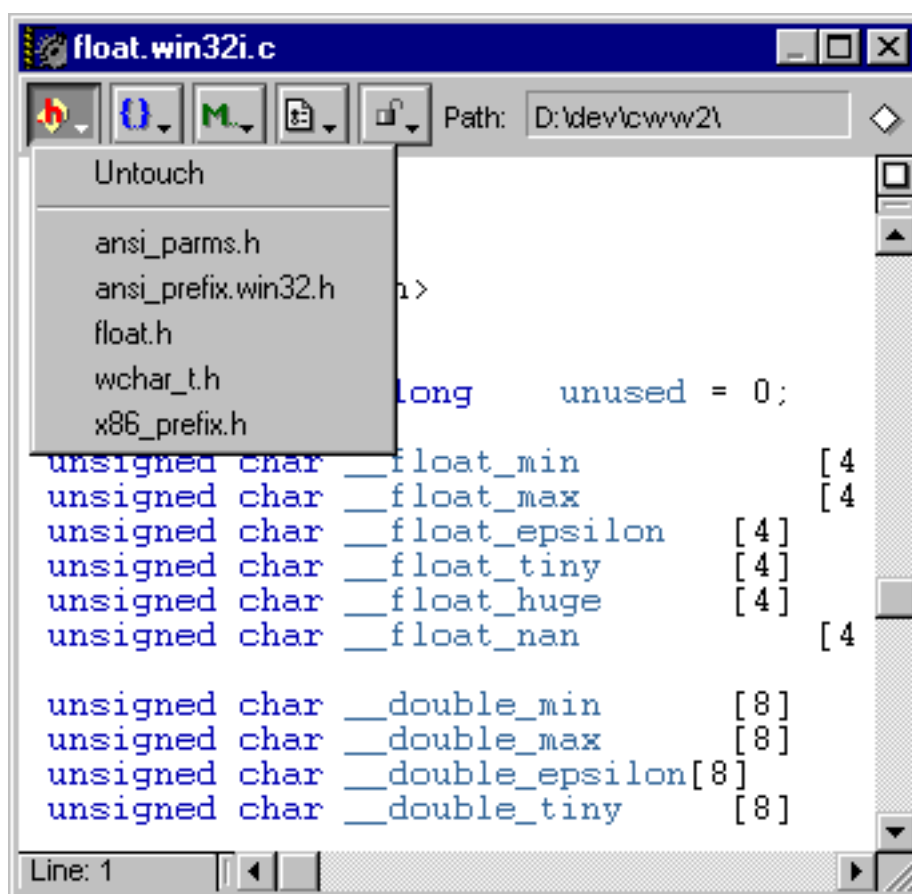 float.win32i.c
.h {} M.. Path: D:\dev\cww2\
Untouch
ansi_parms.h
ansi_prefix.win32.h
h>
float.h
wchar_t.h
long unused = 0;
x86_prefix.h
unsigned char __float_min [4
unsigned char __float_max [4
unsigned char __float_epsilon [4]
unsigned char __float_tiny [4]
unsigned char __float_huge [4]
unsigned char __float_nan [4
unsigned char __double_min [8]
unsigned char __double_max [8]
unsigned char __double_epsilon[8]
unsigned char __double_tiny [8]
Line: 1